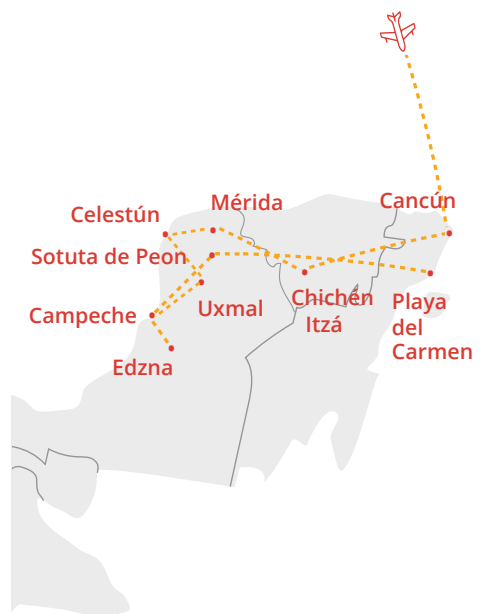 Mérida
Cancún
Celestún
Sotuta de Peon
Campeche
Uxmal
Chichén
Itzá
Playa
del
Carmen
Edzna